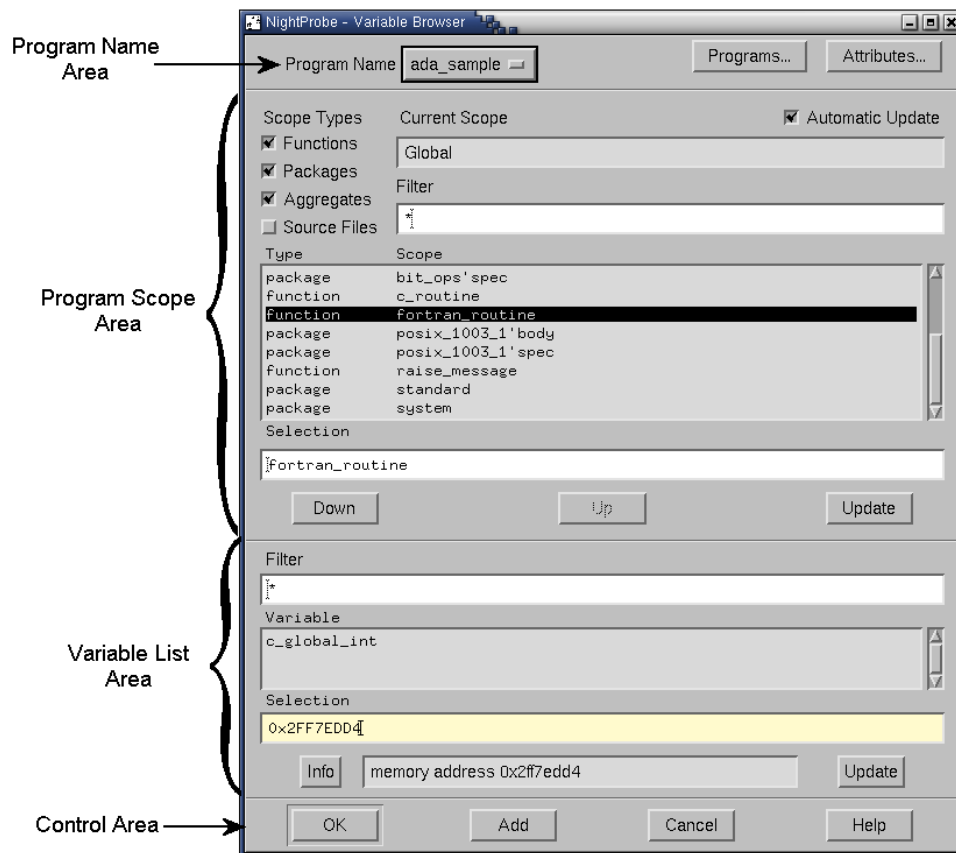 NightProbe - Variable Browser
Program Name
Area
Program Name ada_sample Programs... Attributes...
Scope Types Current Scope Automatic Update
Functions
Global
Packages
Filter
Aggregates
*
Source Files
Type Scope
package bit_ops'spec
function c_routine
function fortran_routine
package posix_1003_1'body
package posix_1003_1'spec
function raise_message
package standard
package system
Program Scope
Area
Selection
fortran_routine
Down Up Update
Filter
*
Variable
c_global_int
Variable List
Area
Selection
0x2FF7EDD4
Info memory address 0x2ff7edd4 Update
Control Area
OK Add Cancel Help